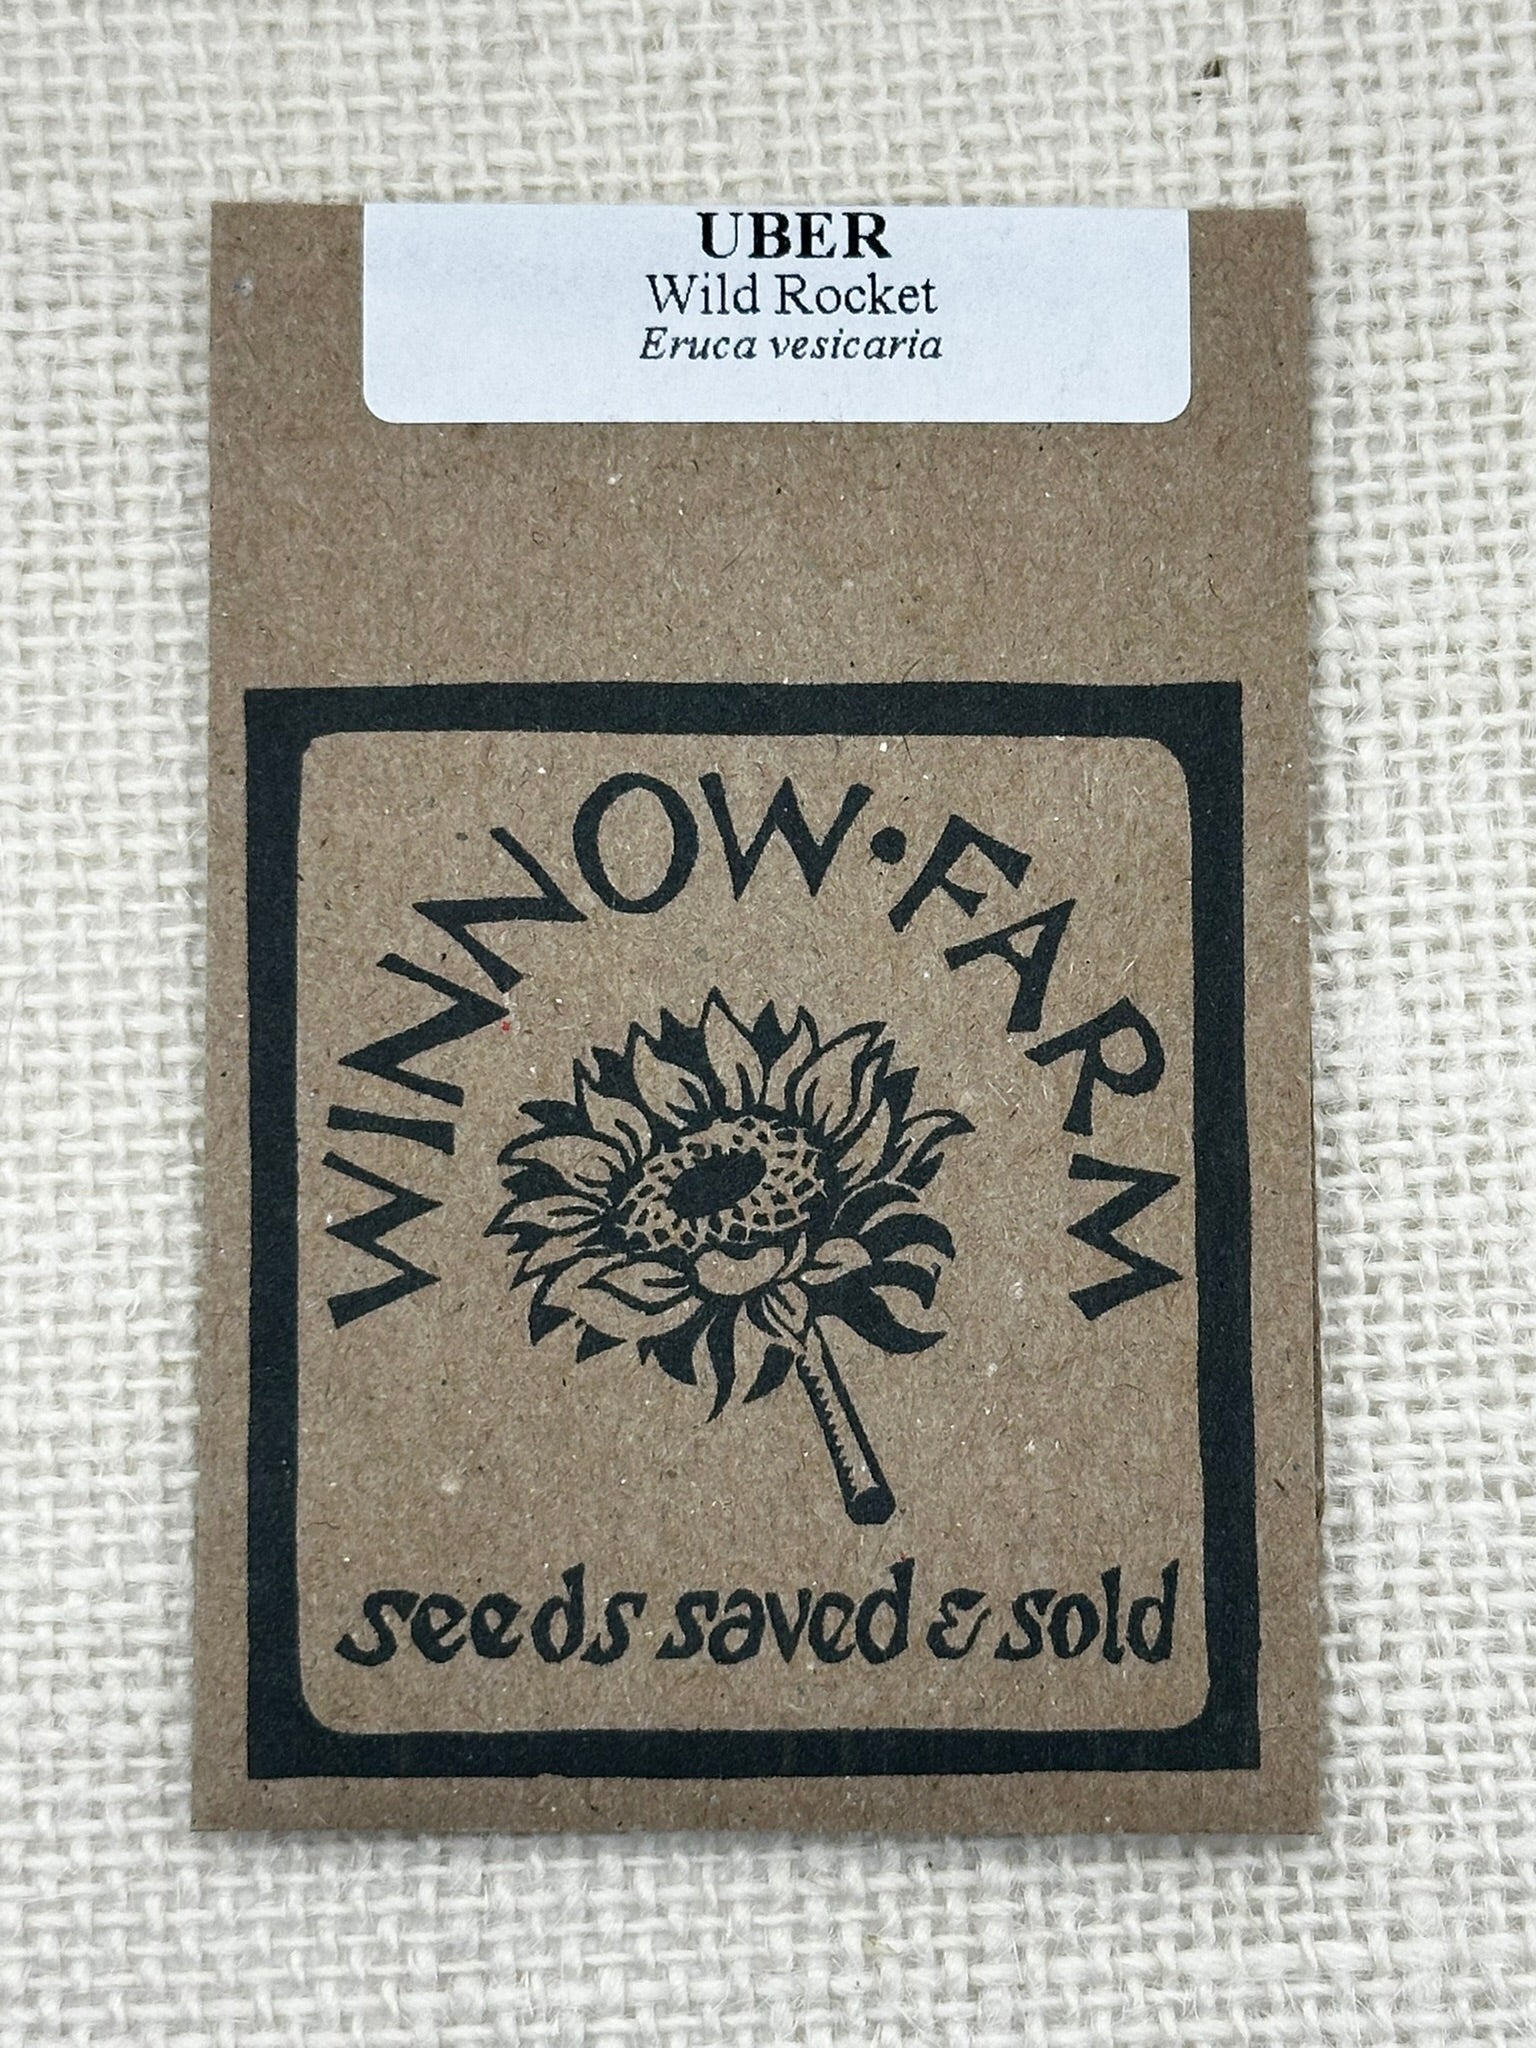 UBER
Wild Rocket
Eruca vesicaria
WINNOW•FARM
seeds saved & sold